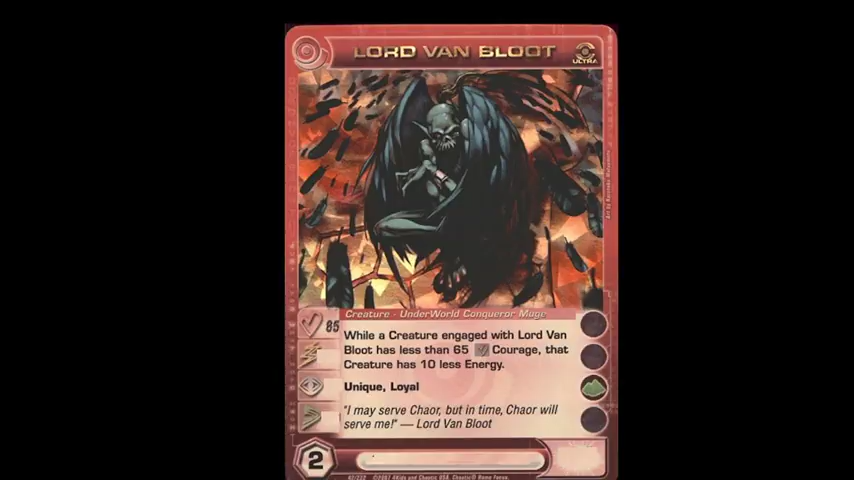 LORD VAN BLOOT
ULTRA
85
Creature - UnderWorld Conqueror Muge
While a Creature engaged with Lord Van
Bloot has less than 65 Courage, that
Creature has 10 less Energy.
Unique, Loyal
"I may serve Chaor, but in time, Chaor will
serve me!" — Lord Van Bloot
2